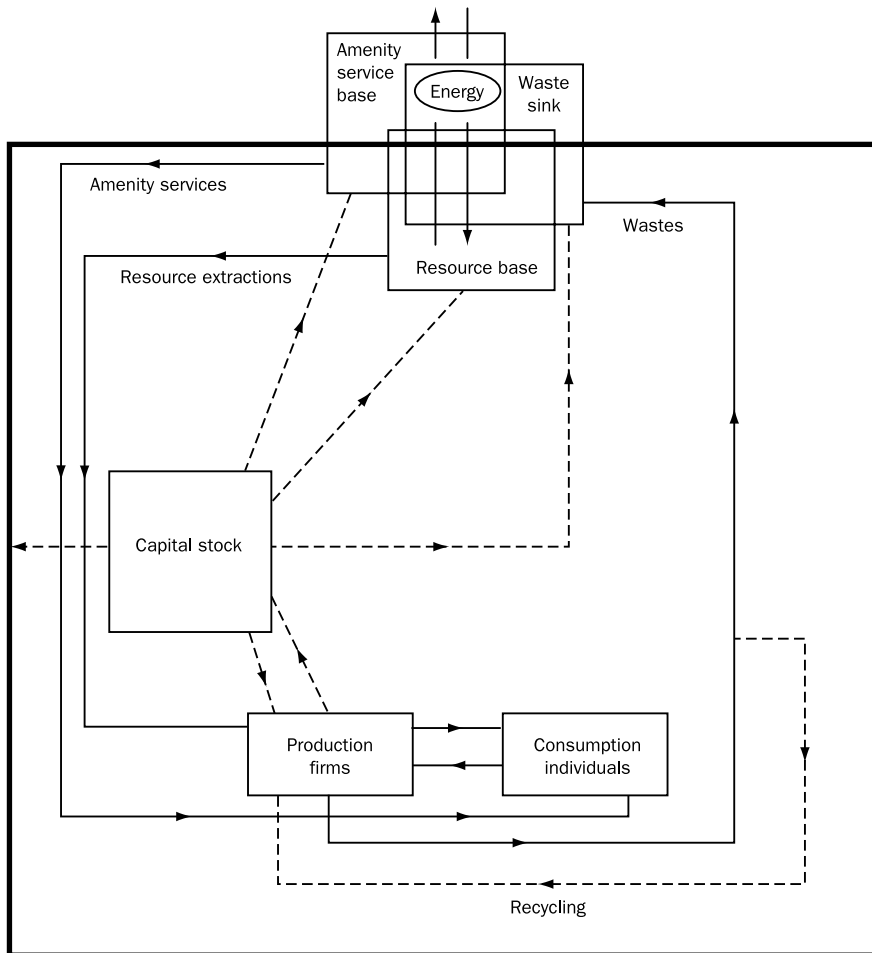 Amenity
service
base
Energy
Waste
sink
Amenity services
Wastes
Resource base
Resource extractions
Capital stock
Production
firms
Consumption
individuals
Recycling